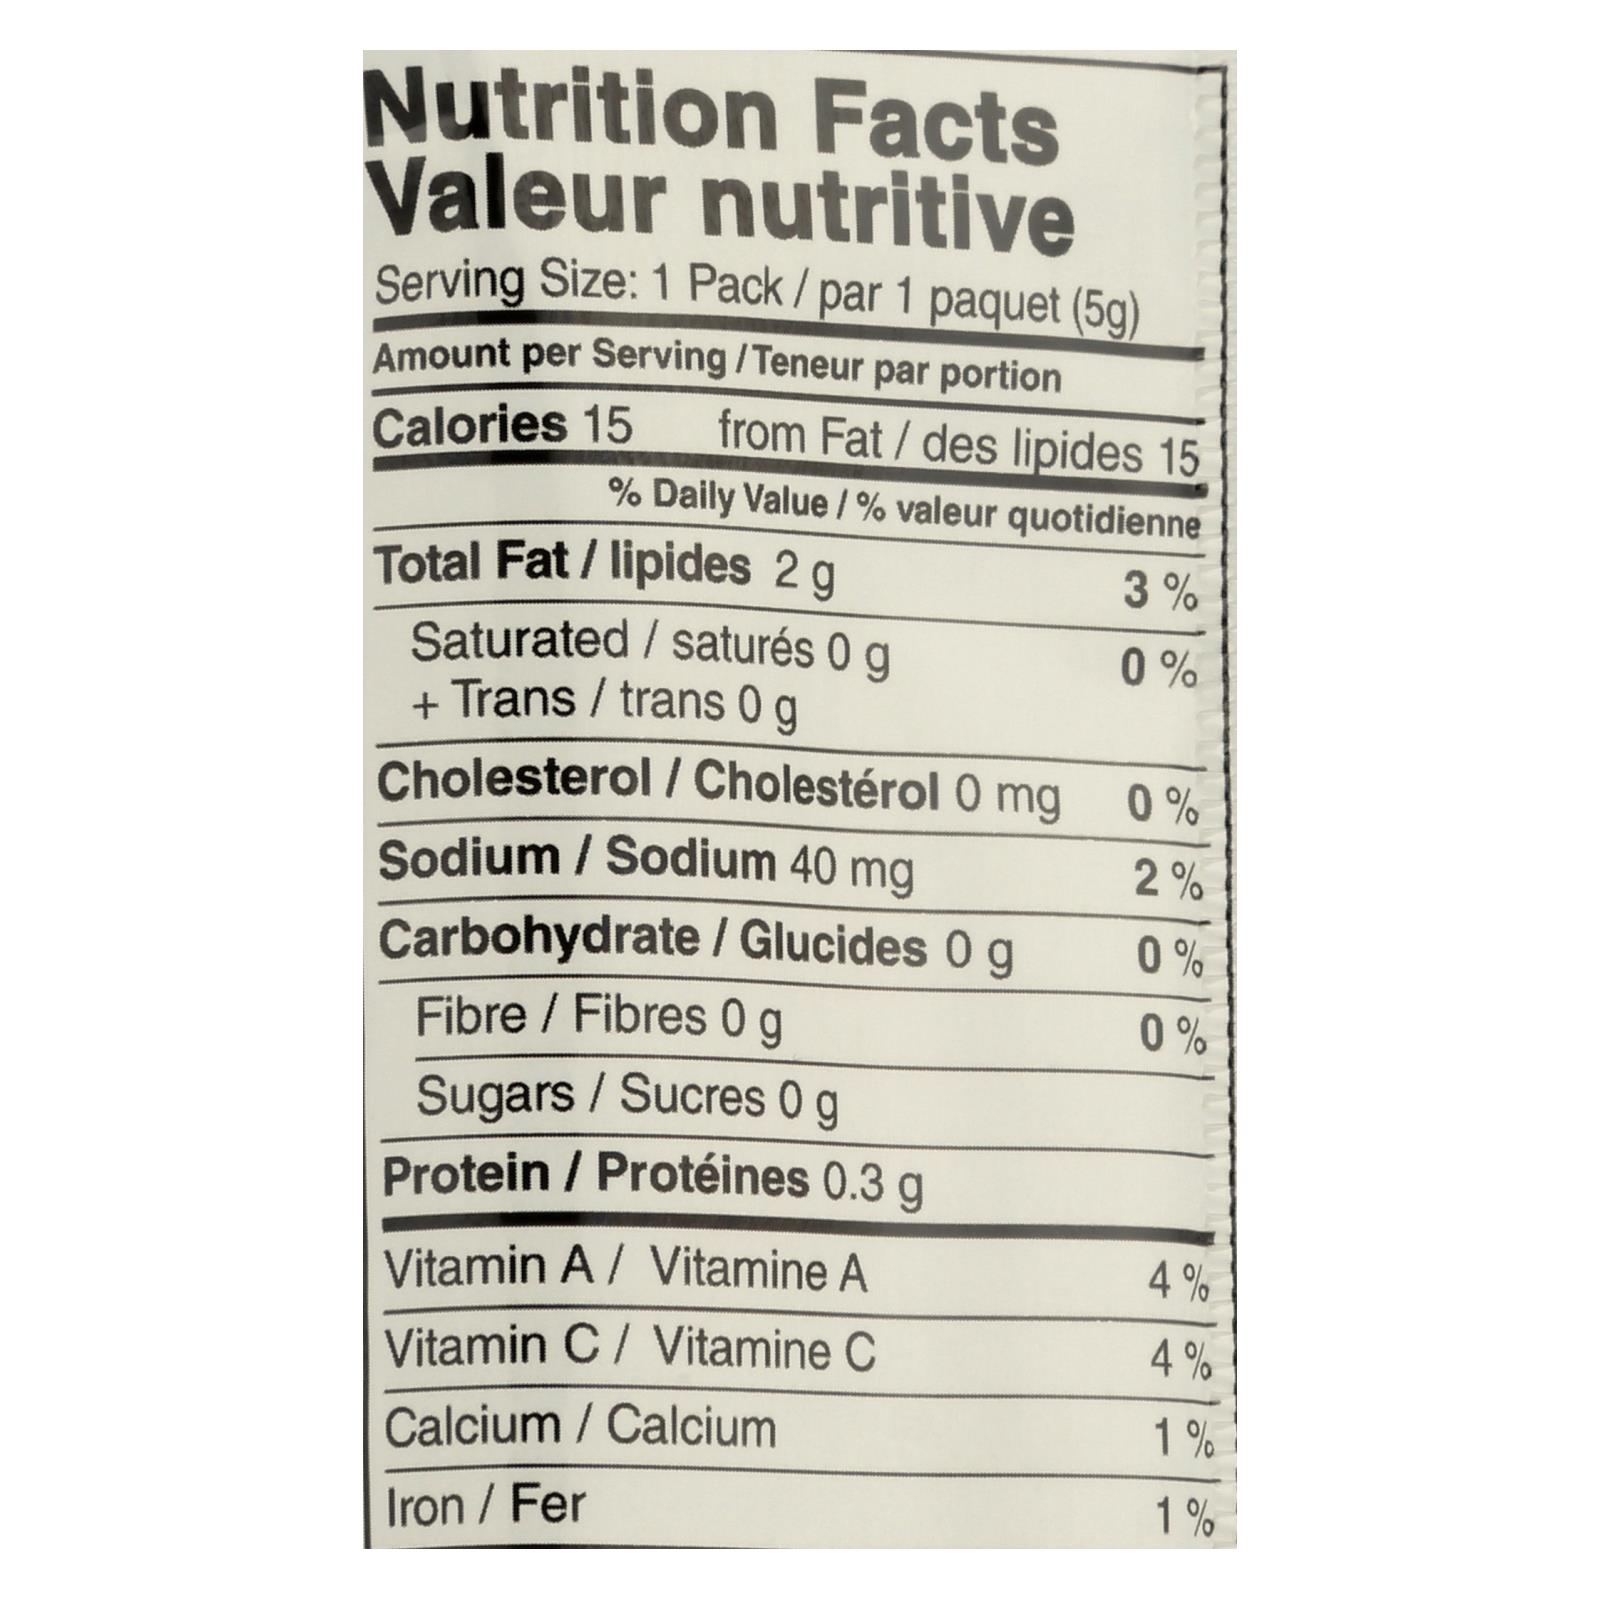 Nutrition Facts
Valeur nutritive
Serving Size: 1 Pack / par 1 paquet (5g)
Amount per Serving / Teneur par portion
Calories 15 from Fat / des lipides 15
% Daily Value / % valeur quotidienne
Total Fat / lipides 2 g 3 %
Saturated / saturés 0 g 0 %
+ Trans / trans 0 g
Cholesterol / Cholestérol 0 mg 0 %
Sodium / Sodium 40 mg 2 %
Carbohydrate / Glucides 0 g 0 %
Fibre / Fibres 0 g 0 %
Sugars / Sucres 0 g
Protein / Protéines 0.3 g
Vitamin A / Vitamine A 4 %
Vitamin C / Vitamine C 4 %
Calcium / Calcium 1 %
Iron / Fer 1 %